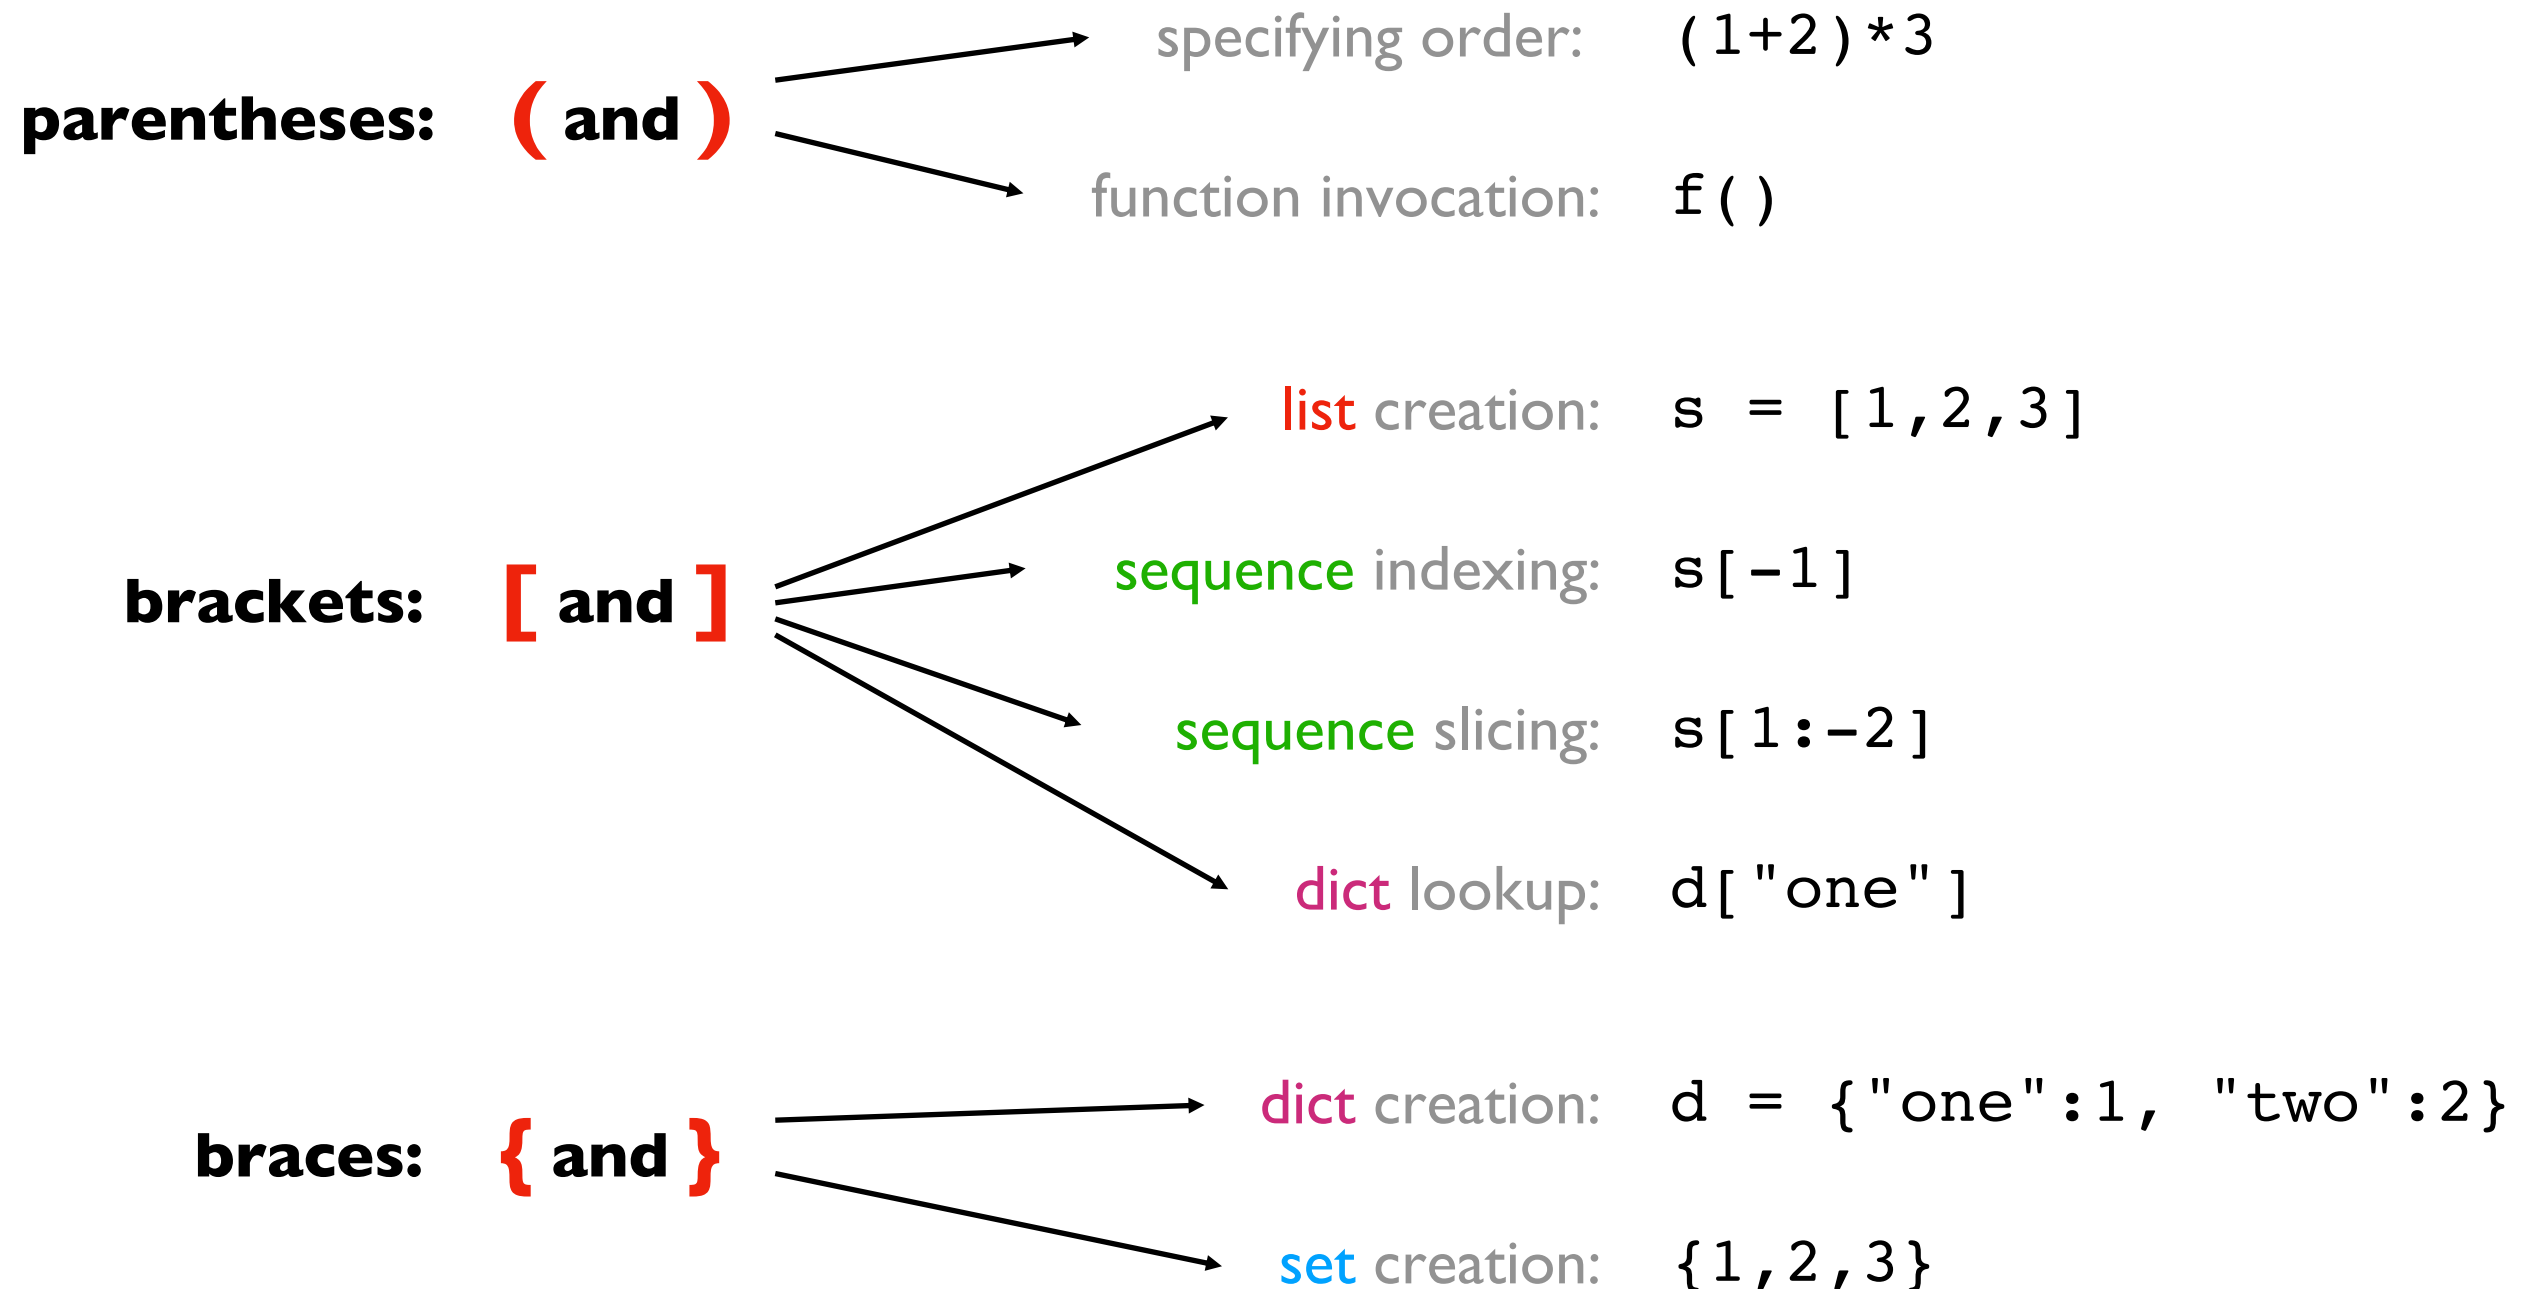 specifying order: (1+2)*3
parentheses: ( and )
function invocation: f()
list creation: s = [1,2,3]
sequence indexing: s[-1]
brackets: [ and ]
sequence slicing: s[1:-2]
dict lookup: d["one"]
dict creation: d = {"one":1, "two":2}
braces: { and }
set creation: {1,2,3}